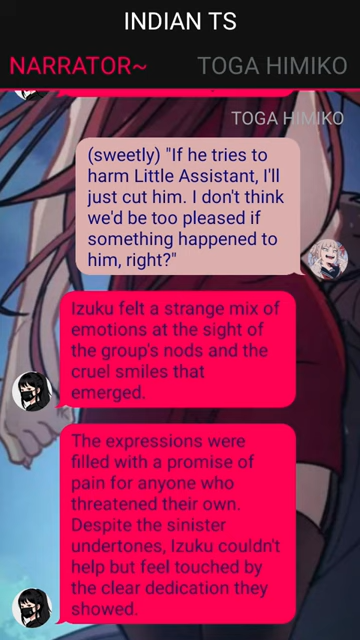 INDIAN TS
NARRATOR~ TOGA HIMIKO
TOGA HIMIKO
(sweetly) "If he tries to
harm Little Assistant, I'll
just cut him. I don't think
we'd be too pleased if
something happened to
him, right?"
Izuku felt a strange mix of
emotions at the sight of
the group's nods and the
cruel smiles that
emerged.
The expressions were
filled with a promise of
pain for anyone who
threatened their own.
Despite the sinister
undertones, Izuku couldn't
help but feel touched by
the clear dedication they
showed.